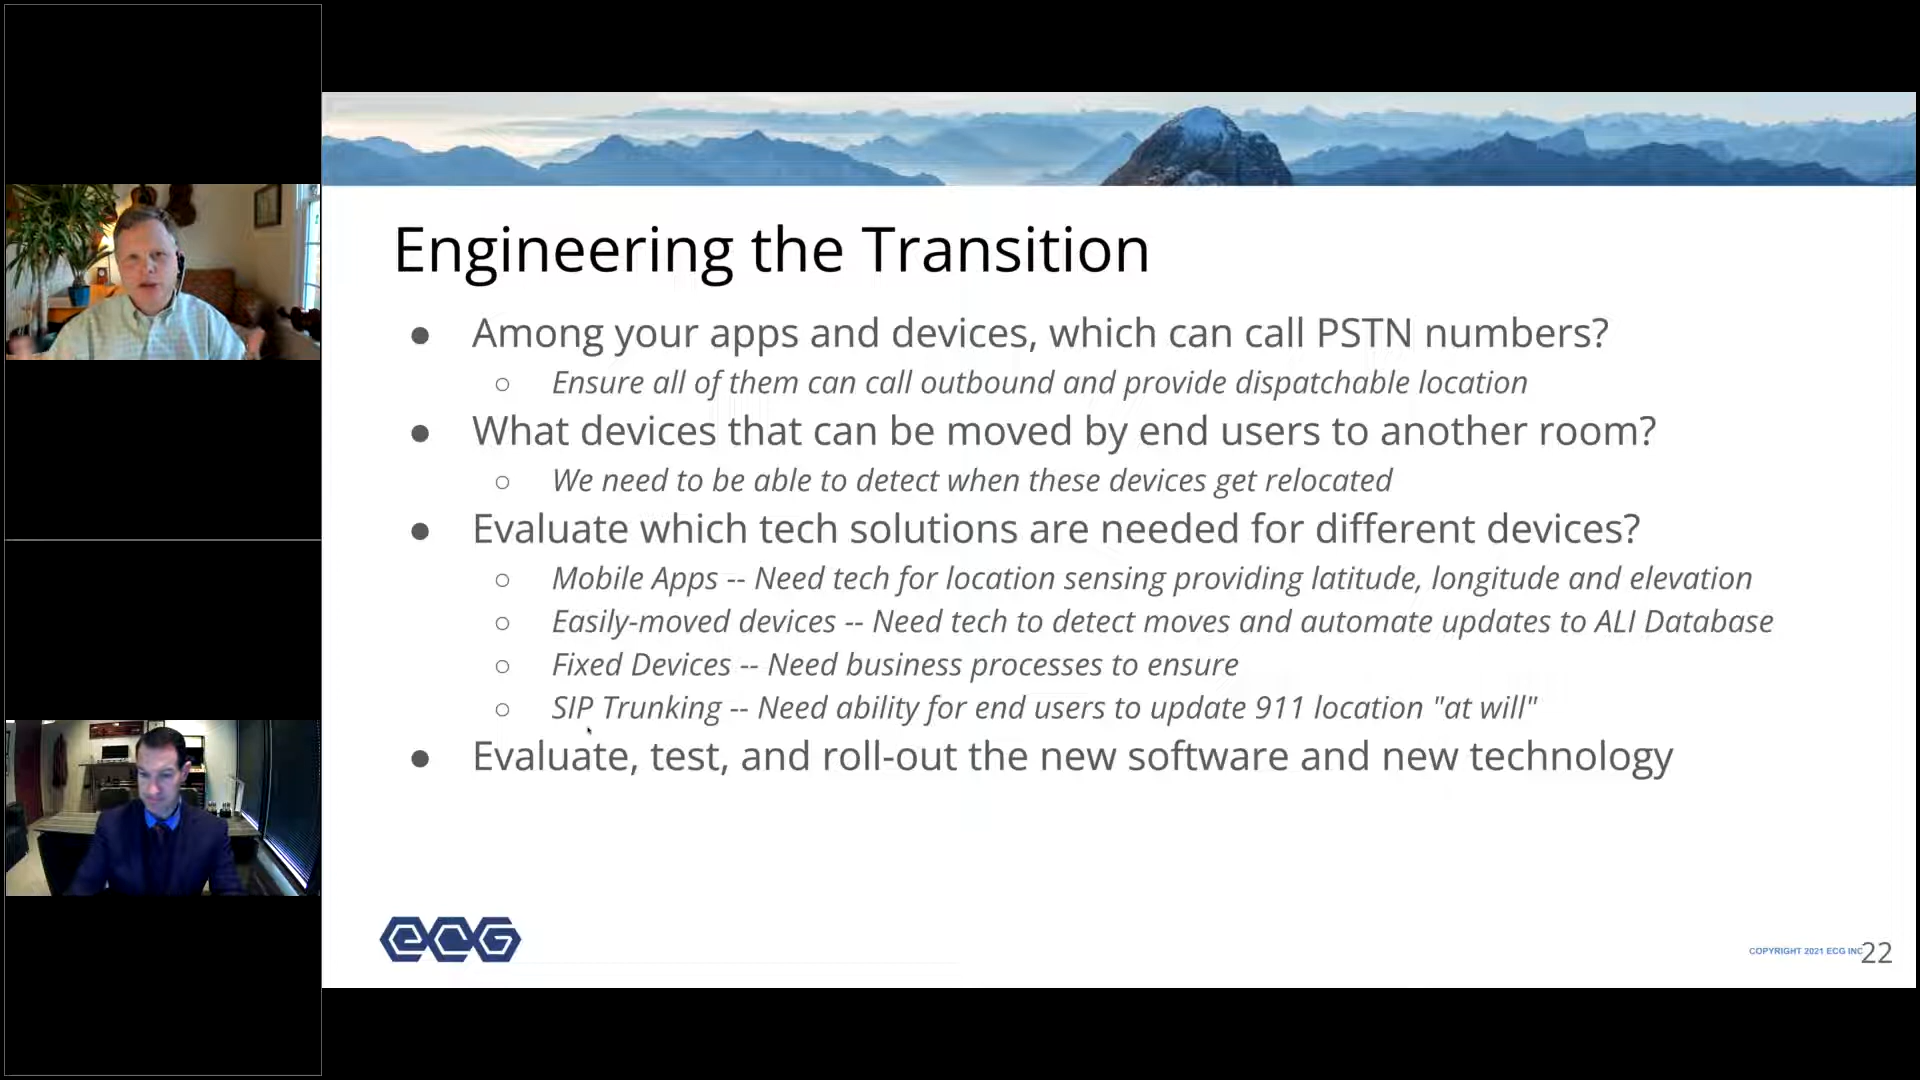 Engineering the Transition
● Among your apps and devices, which can call PSTN numbers?
○ Ensure all of them can call outbound and provide dispatchable location
● What devices that can be moved by end users to another room?
○ We need to be able to detect when these devices get relocated
● Evaluate which tech solutions are needed for different devices?
○ Mobile Apps -- Need tech for location sensing providing latitude, longitude and elevation
○ Easily-moved devices -- Need tech to detect moves and automate updates to ALI Database
○ Fixed Devices -- Need business processes to ensure
○ SIP Trunking -- Need ability for end users to update 911 location "at will"
● Evaluate, test, and roll-out the new software and new technology
ecg
COPYRIGHT 2021 ECG INC
22